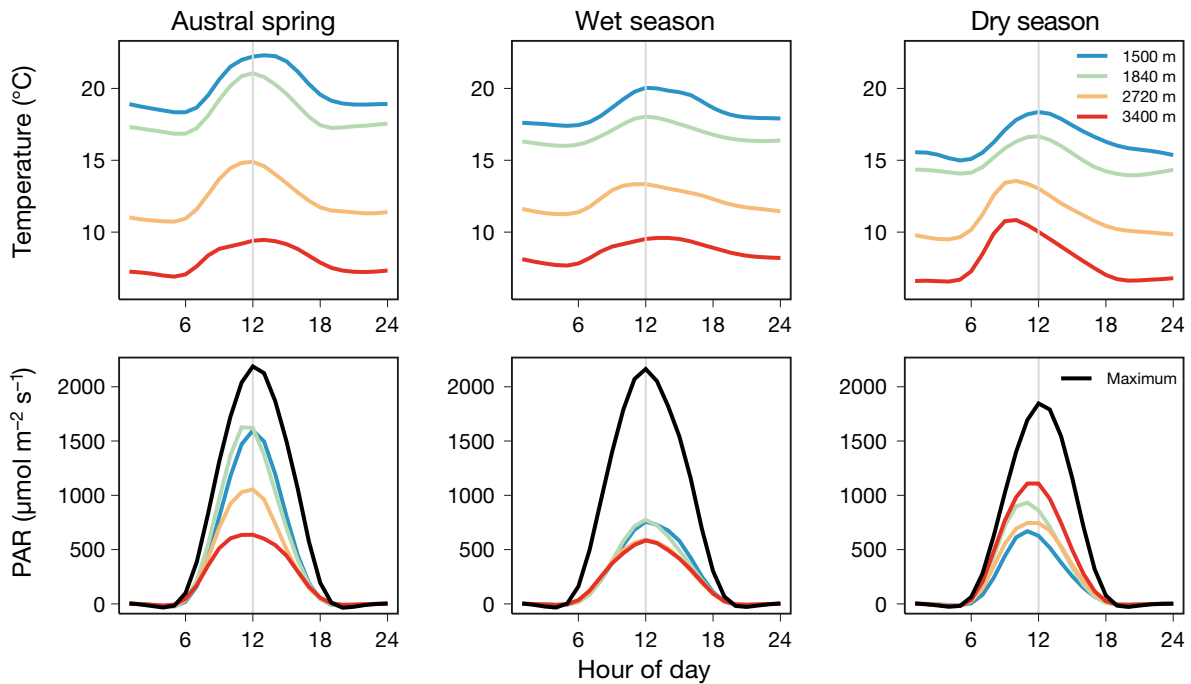 Austral spring
Wet season
Dry season
Temperature (°C)
20
15
10
6 12 18 24
6 12 18 24
6 12 18 24
1500 m
1840 m
2720 m
3400 m
20
15
10
20
15
10
PAR (µmol m⁻² s⁻¹)
2000
1500
1000
500
0
2000
1500
1000
500
0
2000
1500
1000
500
0
Maximum
6 12 18 24
6 12 18 24
6 12 18 24
Hour of day